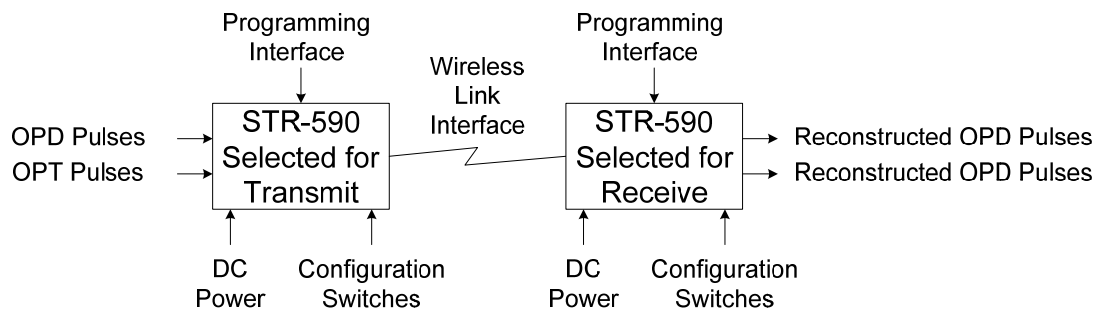 Programming
Interface
Programming
Interface
Wireless
Link
Interface
OPD Pulses
OPT Pulses
STR-590
Selected for
Transmit
STR-590
Selected for
Receive
Reconstructed OPD Pulses
Reconstructed OPD Pulses
DC
Power
Configuration
Switches
DC
Power
Configuration
Switches